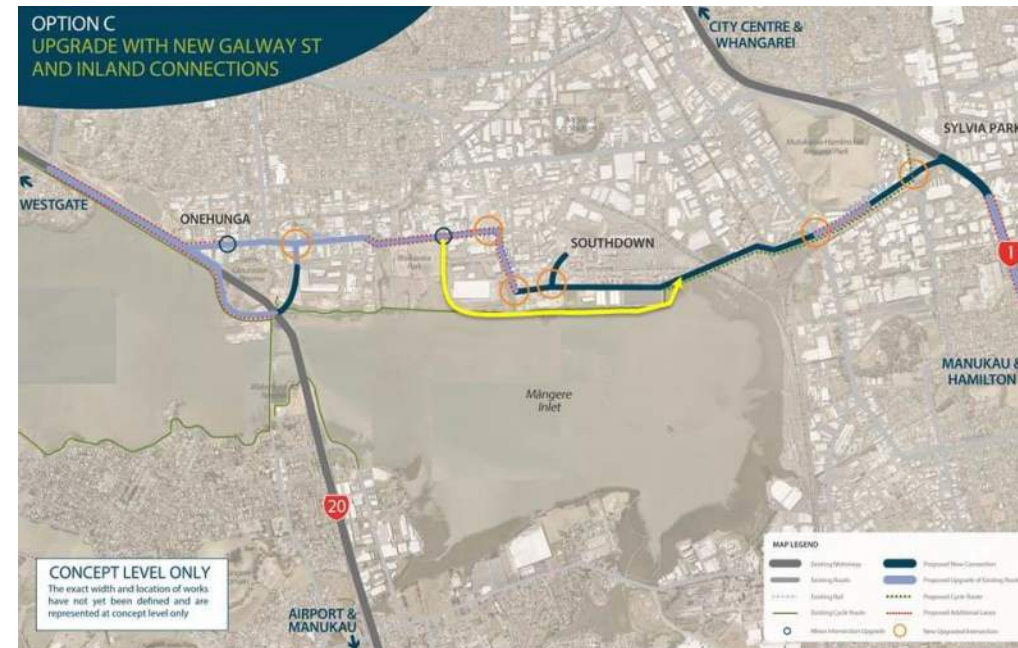 OPTION C
UPGRADE WITH NEW GALWAY ST
AND INLAND CONNECTIONS
CITY CENTRE &
WHANGAREI
SYLVIA PARK
WESTGATE
ONEHUNGA
SOUTHDOWN
1
MANUKAU &
HAMILTON
Māngere
Inlet
20
AIRPORT &
MANUKAU
CONCEPT LEVEL ONLY
The exact width and location of works
have not yet been defined and are
represented at concept level only
MAP LEGEND
Existing Motorway
Proposed New Connection
Existing Roads
Proposed Upgrade of Existing Road
Existing Rail
Proposed Cycle Route
Existing Cycle Route
Proposed Additional Lanes
Minor Intersection Upgrade
New Upgraded Intersection